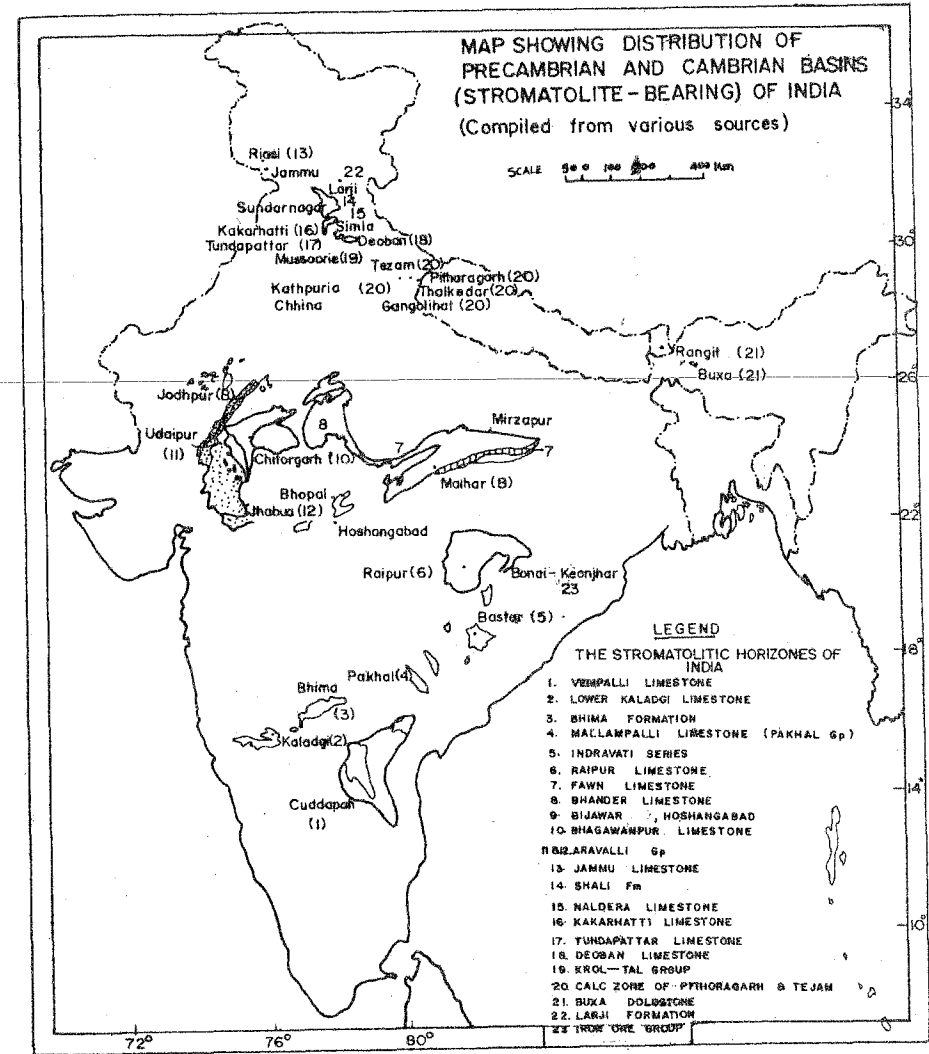 MAP SHOWING DISTRIBUTION OF
PRECAMBRIAN AND CAMBRIAN BASINS
(STROMATOLITE-BEARING) OF INDIA
(Compiled from various sources)
SCALE
100
400 Km
34°
30°
26°
22°
18°
14°
10°
72°
76°
80°
Riasi (13)
Jammu
22
Larji
14
Sundarnagar
15
Simla
Kakarhatti (16)
Deoban (18)
Tundapattar (17)
Mussoorie (19)
Tezam (20)
Pitharagarh (20)
Kathpuria (20)
Chhina
Thalkedar (20)
Gangolihat (20)
Rangit (21)
Buxa (21)
Jodhpur (8)
Mirzapur
8
Udaipur
(11)
7
7
Chitorgarh (10)
Maihar (8)
Bhopal
Jhabua (12)
Hoshangabad
Raipur (6)
Bonai-Keonjhar
23
Bastar (5)
Pakhal (4)
Bhima
(3)
Kaladgi (2)
Cuddapah
(1)
LEGEND
THE STROMATOLITIC HORIZONES OF
INDIA
1. VEMPALLI LIMESTONE
2. LOWER KALADGI LIMESTONE
3. BHIMA FORMATION
4. MALLAMPALLI LIMESTONE (PAKHAL Gp)
5. INDRAVATI SERIES
6. RAIPUR LIMESTONE
7. FAWN LIMESTONE
8. BHANDER LIMESTONE
9. BIJAWAR , HOSHANGABAD
10. BHAGAWANPUR LIMESTONE
11&12. ARAVALLI Gp
13. JAMMU LIMESTONE
14. SHALI Fm
15. NALDERA LIMESTONE
16. KAKARHATTI LIMESTONE
17. TUNDAPATTAR LIMESTONE
18. DEOBAN LIMESTONE
19. KROL-TAL GROUP
20. CALC ZONE OF PITHORAGARH & TEJAM
21. BUXA DOLOSTONE
22. LARJI FORMATION
23 IRON ORE GROUP